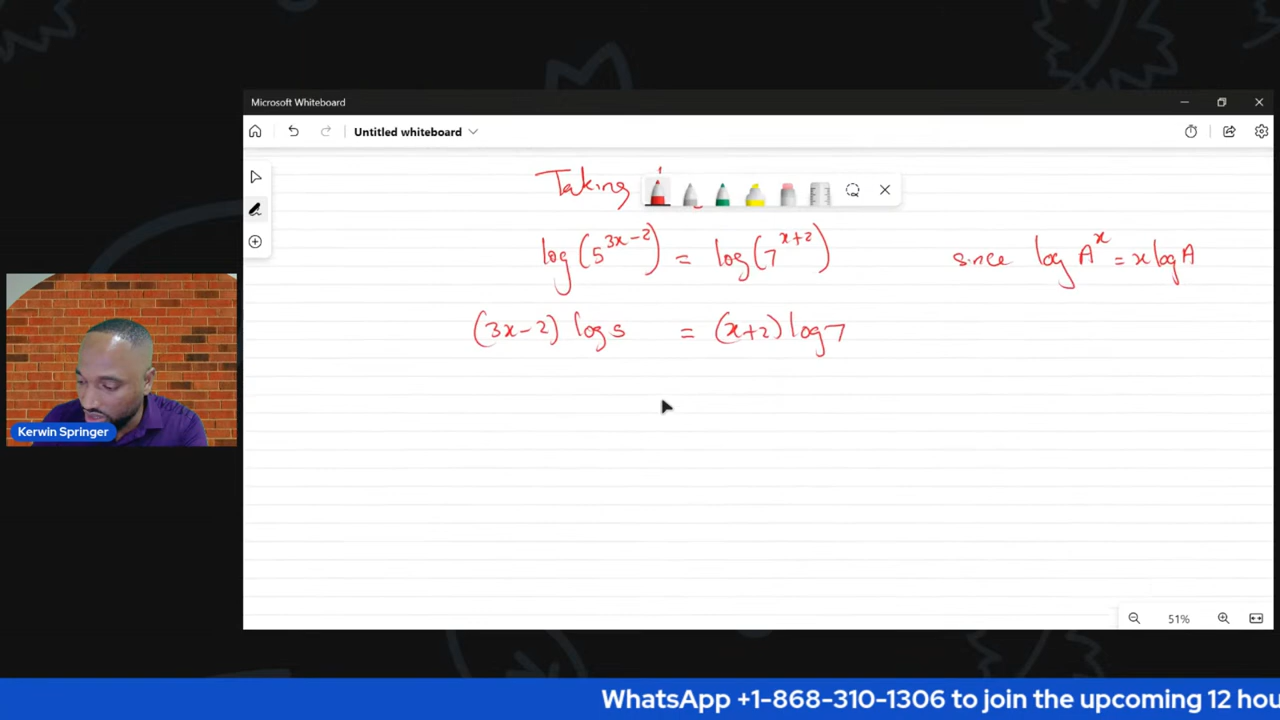 Microsoft Whiteboard
Untitled whiteboard
Taking
log(5^{3x-2}) = log(7^{x+2})
since log A^x = x log A
(3x-2) log 5 = (x+2) log 7
Kerwin Springer
51%
WhatsApp +1-868-310-1306 to join the upcoming 12 hou